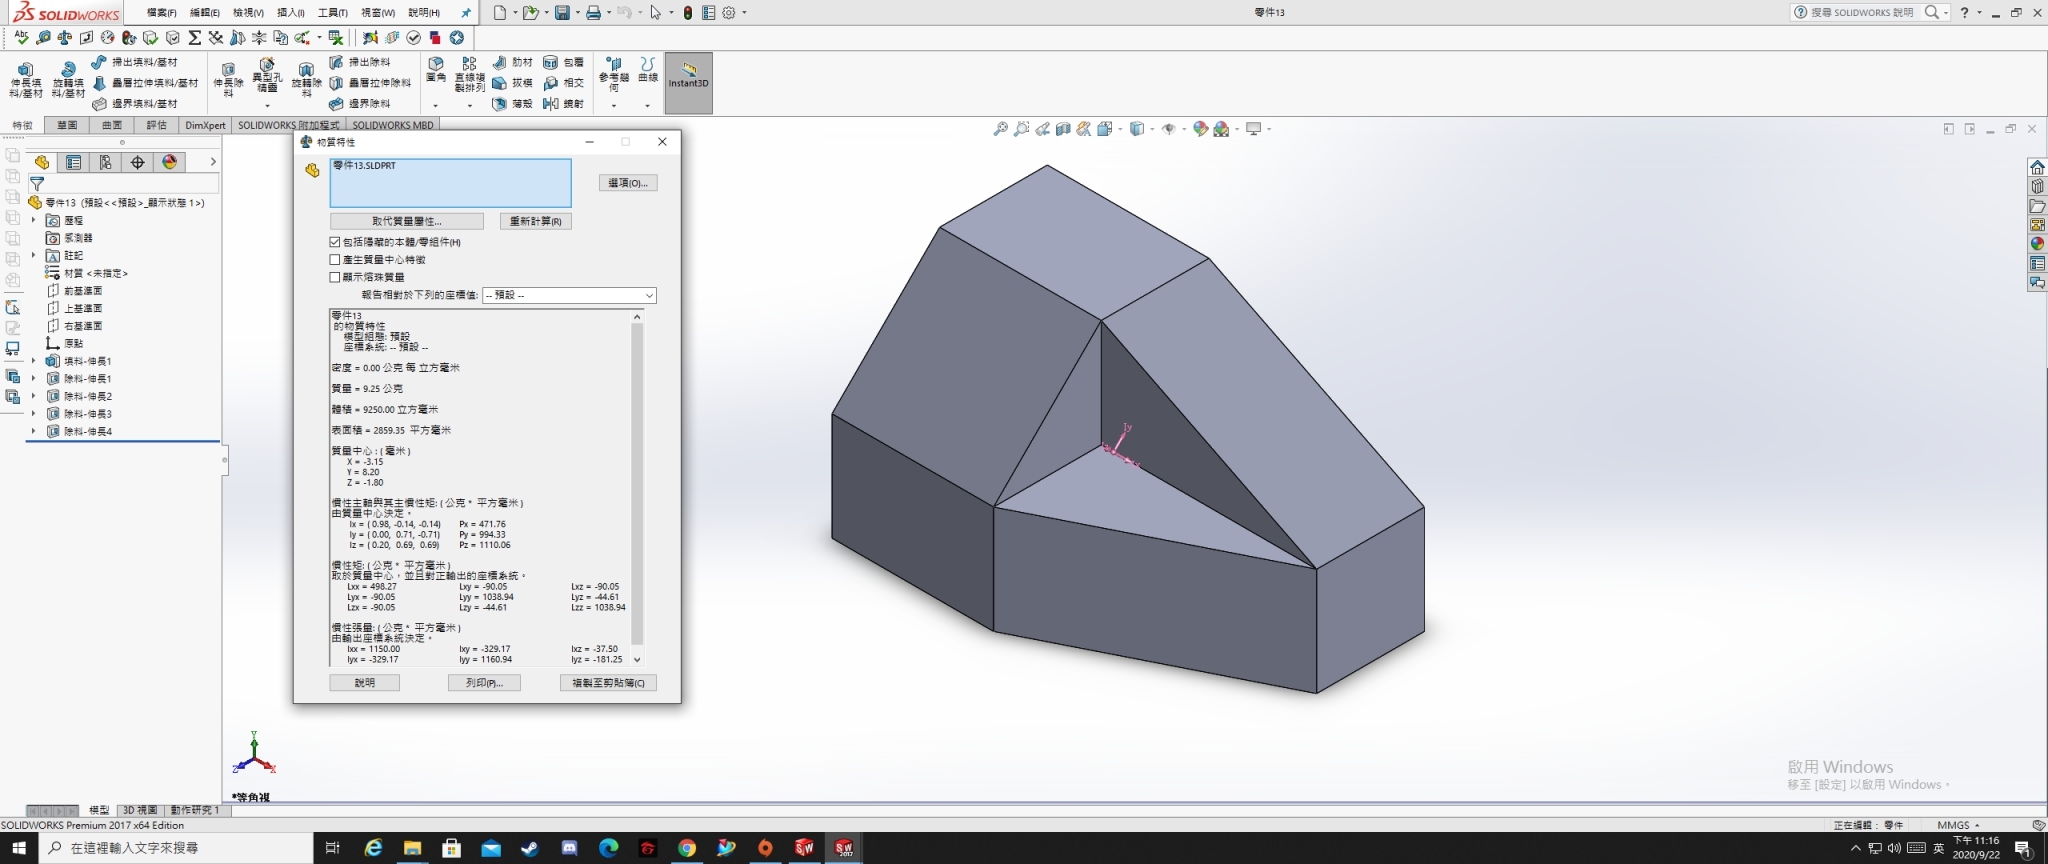 SOLIDWORKS
檔案(F) 編輯(E) 檢視(V) 插入(I) 工具(T) 視窗(W) 說明(H)
零件13
搜尋 SOLIDWORKS 說明
伸長填料/基材
旋轉填料/基材
掃出填料/基材
疊層拉伸填料/基材
邊界填料/基材
伸長除料
異型孔精靈
旋轉除料
掃出除料
疊層拉伸除料
邊界除料
圓角
直線複製排列
肋材
拔模
薄殼
包覆
相交
鏡射
參考幾何
曲線
Instant3D
特徵 草圖 曲面 評估 DimXpert SOLIDWORKS 附加程式 SOLIDWORKS MBD
零件13 (預設<<預設>_顯示狀態 1>)
歷程
感測器
註記
材質 <未指定>
前基準面
上基準面
右基準面
原點
填料-伸長1
除料-伸長1
除料-伸長2
除料-伸長3
除料-伸長4
物質特性
零件13.SLDPRT
選項(O)...
取代質量屬性... 重新計算(R)
包括隱藏的本體/零組件(H)
產生質量中心特徵
顯示熔珠質量
報告相對於下列的座標值: -- 預設 --
零件13
的物質特性
模型組態: 預設
座標系統: -- 預設 --
密度 = 0.00 公克 每 立方毫米
質量 = 9.25 公克
體積 = 9250.00 立方毫米
表面積 = 2859.35 平方毫米
質量中心 : ( 毫米 )
X = -3.15
Y = 8.20
Z = -1.80
慣性主軸與其主慣性矩: ( 公克 * 平方毫米 )
由質量中心決定。
Ix = ( 0.98, -0.14, -0.14) Px = 471.76
Iy = ( 0.00, 0.71, -0.71) Py = 994.33
Iz = ( 0.20, 0.69, 0.69) Pz = 1110.06
慣性矩: ( 公克 * 平方毫米 )
取於質量中心，並且對正輸出的座標系統。
Lxx = 498.27 Lxy = -90.05 Lxz = -90.05
Lyx = -90.05 Lyy = 1038.94 Lyz = -44.61
Lzx = -90.05 Lzy = -44.61 Lzz = 1038.94
慣性張量: ( 公克 * 平方毫米 )
由輸出座標系統決定。
Ixx = 1150.00 Ixy = -329.17 Ixz = -37.50
Iyx = -329.17 Iyy = 1160.94 Iyz = -181.25
說明 列印(P)... 複製至剪貼簿(C)
Iy
Y
Z X
*等角視
啟用 Windows
移至 [設定] 以啟用 Windows。
模型 3D 視圖 動作研究 1
SOLIDWORKS Premium 2017 x64 Edition
正在編輯： 零件 MMGS
在這裡輸入文字來搜尋
英
下午 11:16
2020/9/22